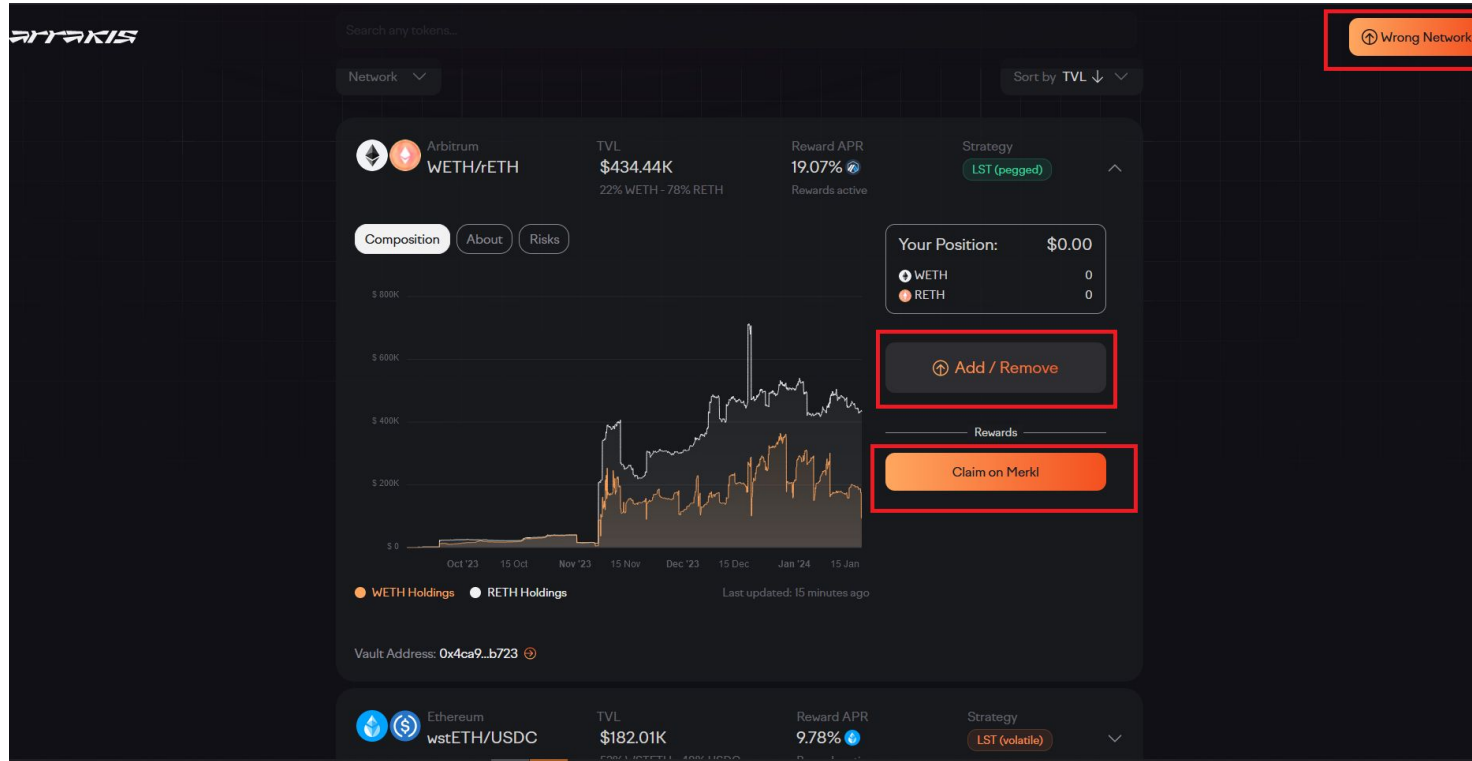 arrakis
Search any tokens...
Wrong Network
Network
Sort by TVL ↓
Arbitrum
WETH/rETH
TVL
$434.44K
22% WETH - 78% RETH
Reward APR
19.07%
Rewards active
Strategy
LST (pegged)
Composition About Risks
Your Position: $0.00
WETH 0
RETH 0
$ 800K
$ 600K
$ 400K
$ 200K
$ 0
Oct '23 15 Oct Nov '23 15 Nov Dec '23 15 Dec Jan '24 15 Jan
Add / Remove
Rewards
Claim on Merkl
WETH Holdings RETH Holdings
Last updated: 15 minutes ago
Vault Address: 0x4ca9...b723
Ethereum
wstETH/USDC
TVL
$182.01K
Reward APR
9.78%
Strategy
LST (volatile)